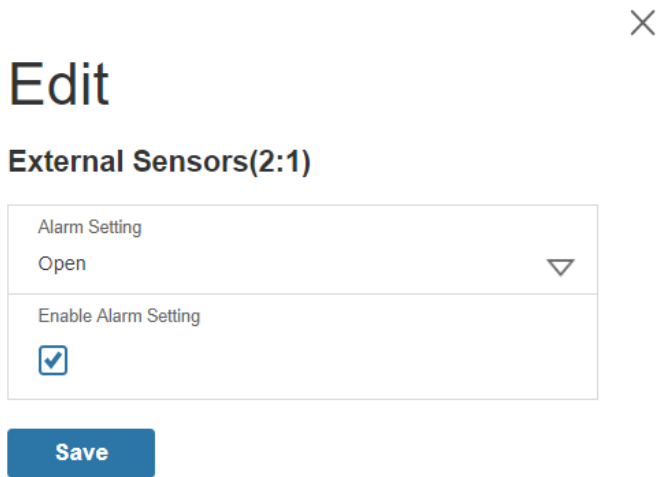 Edit
External Sensors(2:1)
Alarm Setting
Open
Enable Alarm Setting
Save